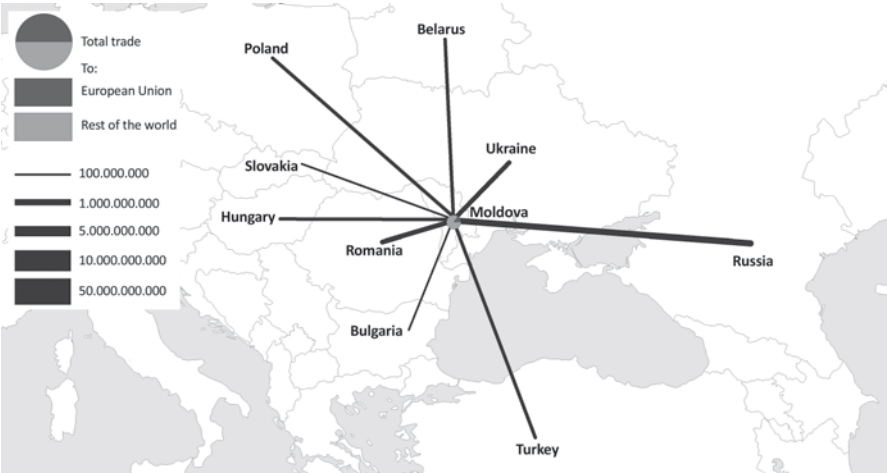 Total trade
To:
European Union
Rest of the world
100.000.000
1.000.000.000
5.000.000.000
10.000.000.000
50.000.000.000
Belarus
Poland
Ukraine
Slovakia
Moldova
Hungary
Romania
Russia
Bulgaria
Turkey